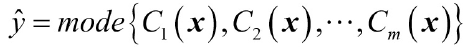 ŷ = mode{C₁(x), C₂(x), ⋯, Cₘ(x)}